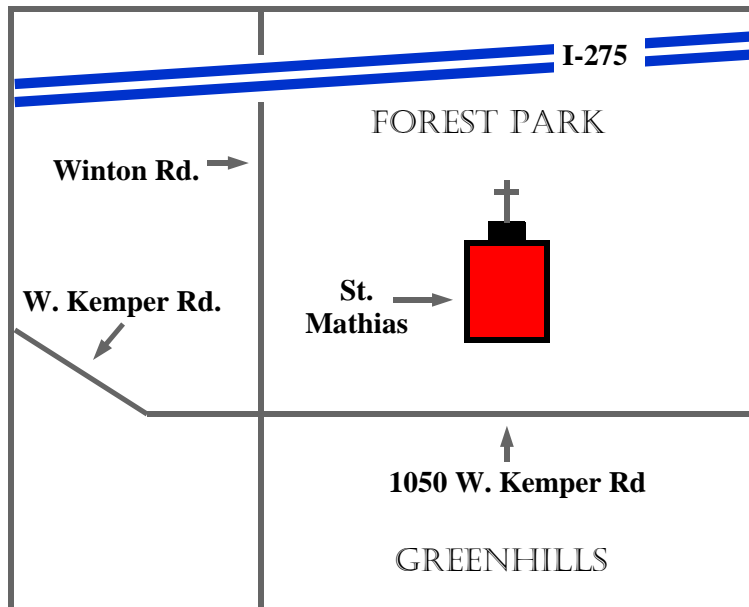 I-275
FOREST PARK
Winton Rd.
W. Kemper Rd.
St.
Mathias
1050 W. Kemper Rd
GREENHILLS